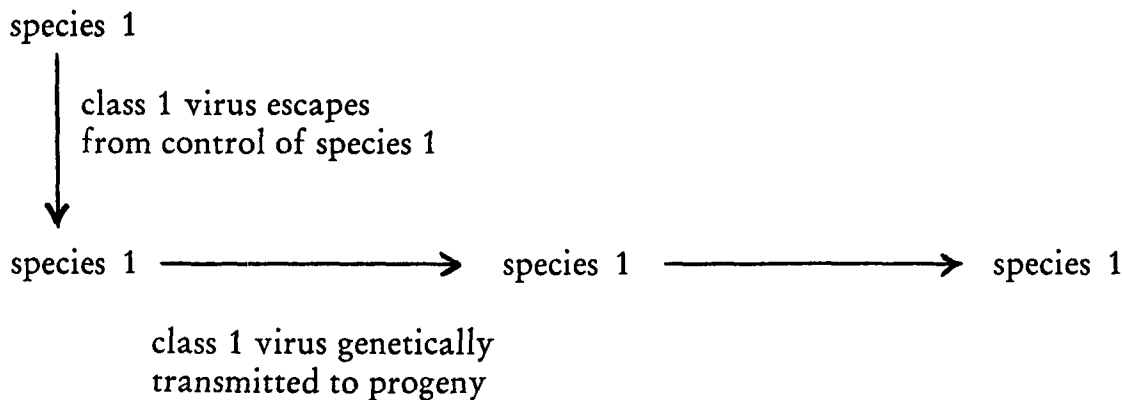 species 1
class 1 virus escapes
from control of species 1
species 1 species 1 species 1
class 1 virus genetically
transmitted to progeny